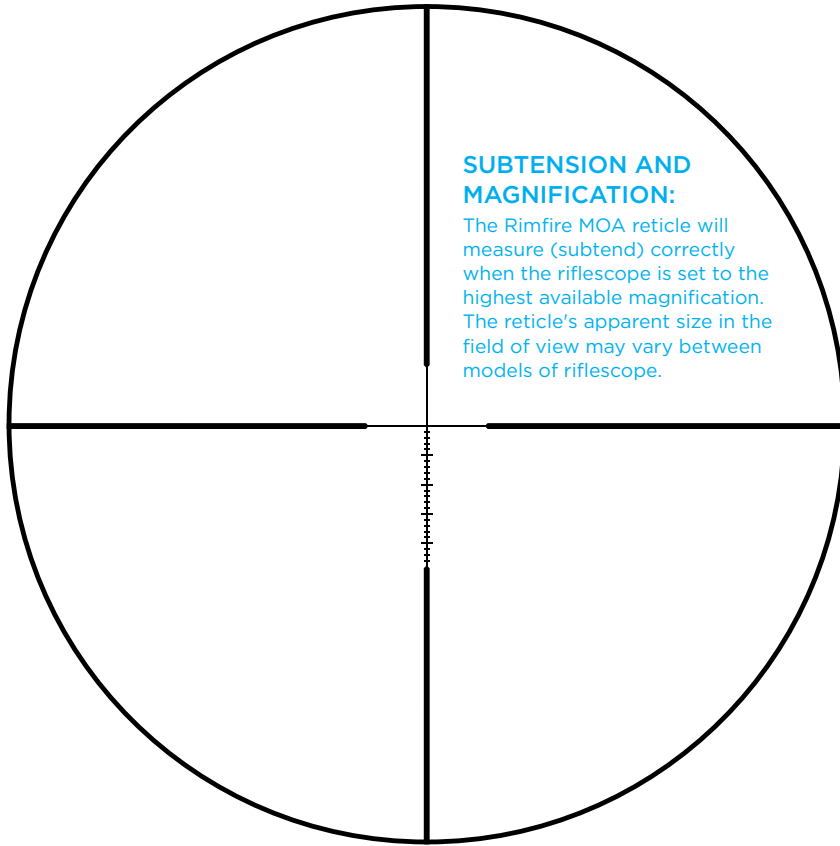 SUBTENSION AND
MAGNIFICATION:
The Rimfire MOA reticle will
measure (subtend) correctly
when the riflescope is set to the
highest available magnification.
The reticle's apparent size in the
field of view may vary between
models of riflescope.